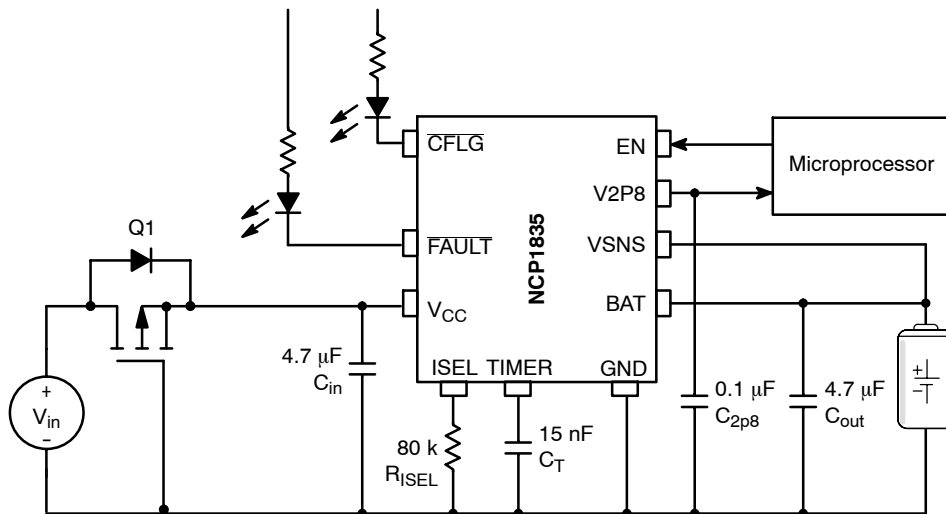 CFLG
EN
Microprocessor
V2P8
Q1
FAULT
NCP1835
VSNS
VCC
BAT
4.7 μF
Cin
ISEL
TIMER
GND
+
Vin
−
80 k
RISEL
15 nF
CT
0.1 μF
C2p8
4.7 μF
Cout
+
−